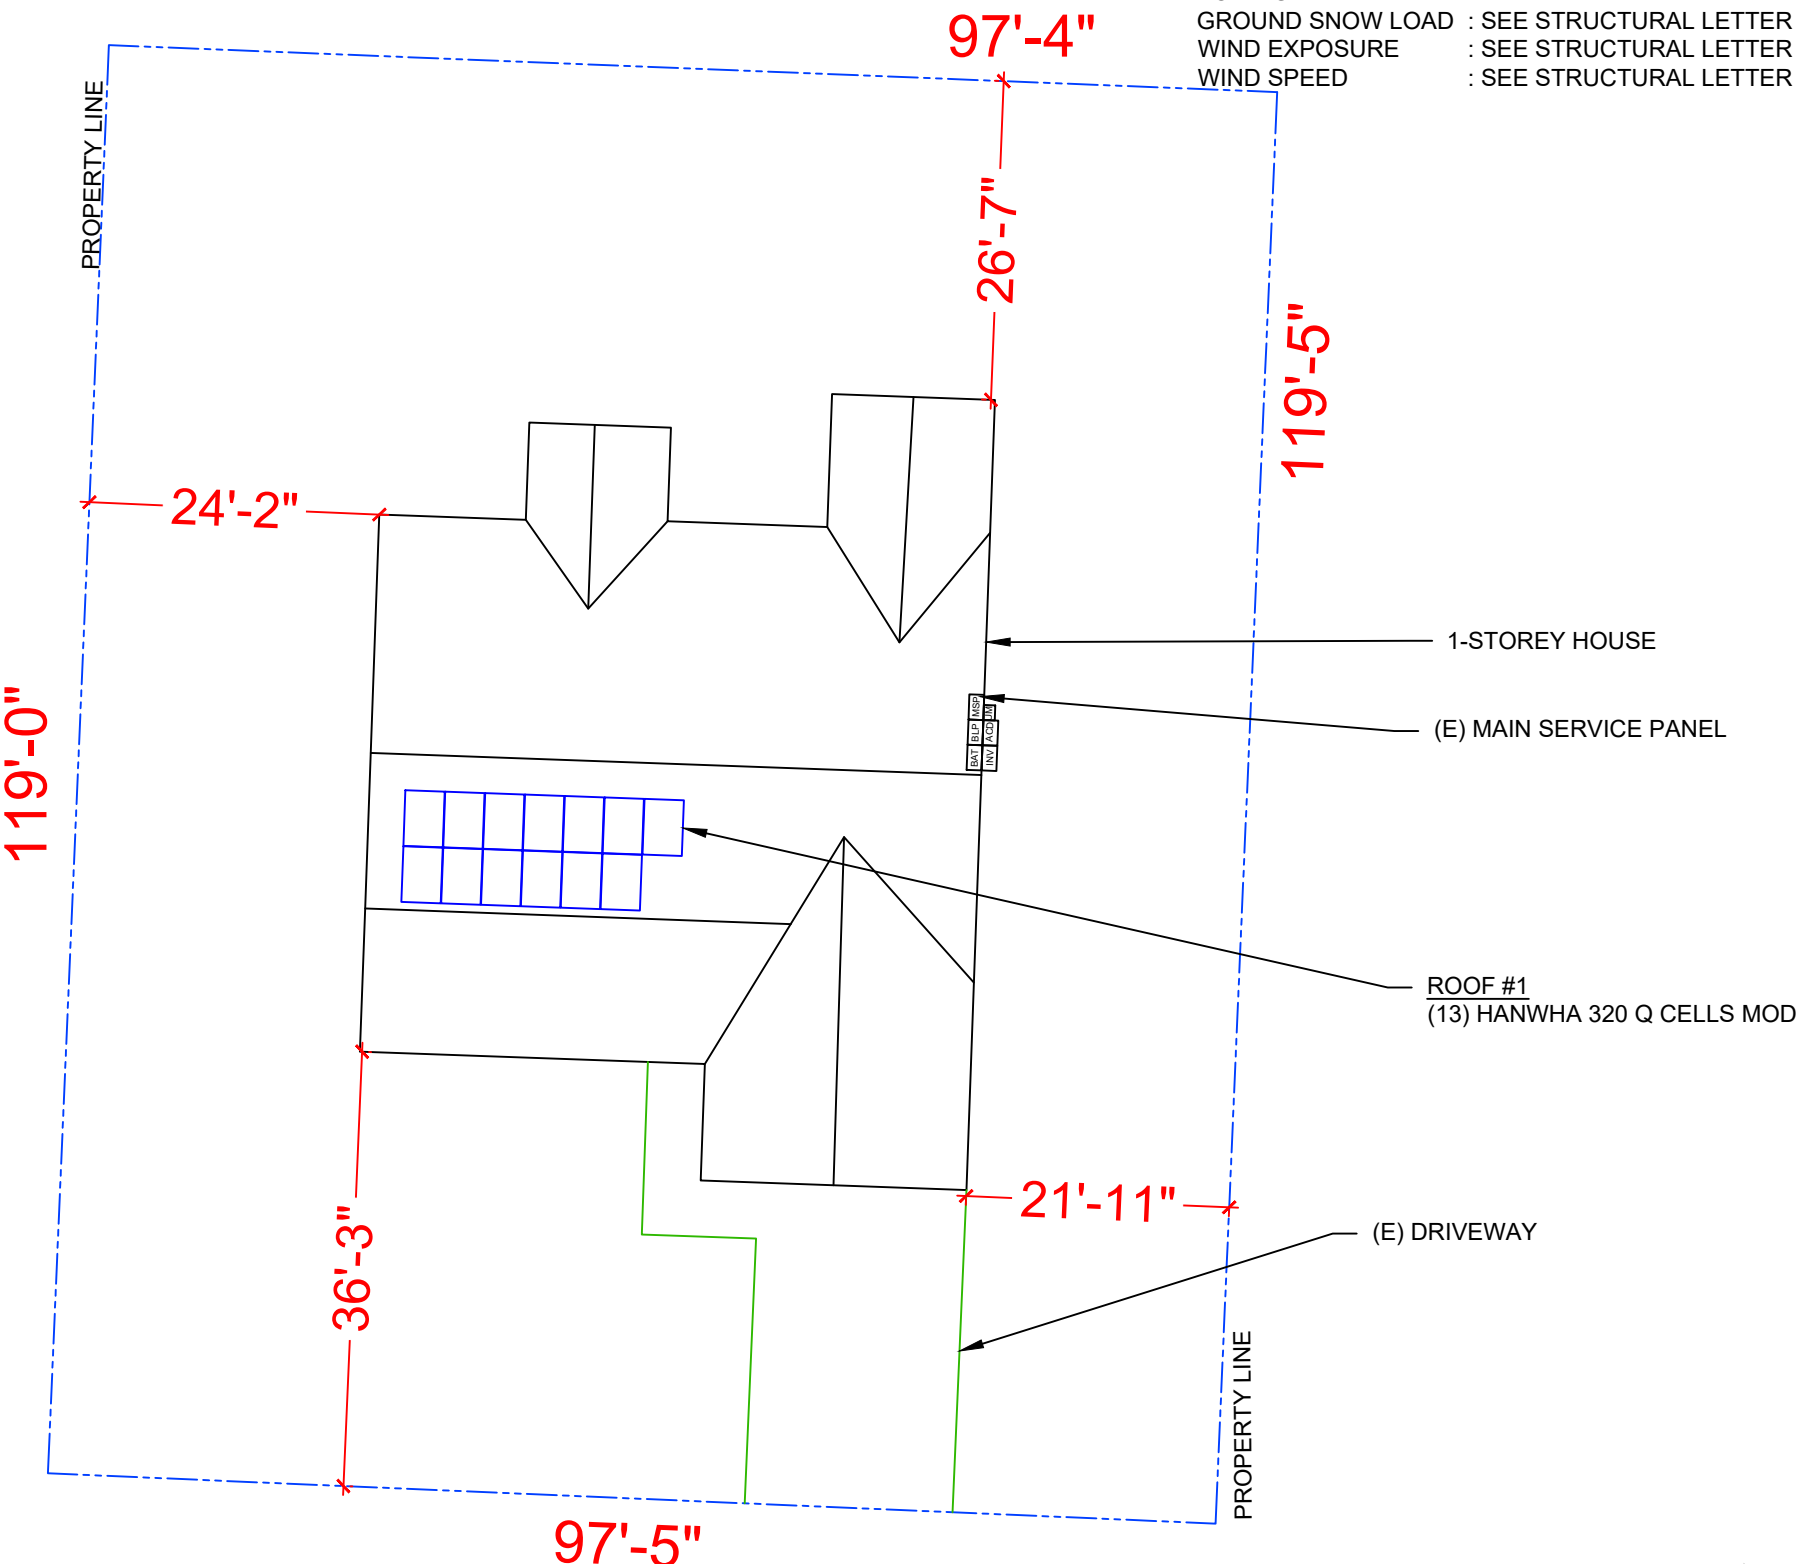 97'-4"
GROUND SNOW LOAD : SEE STRUCTURAL LETTER
WIND EXPOSURE : SEE STRUCTURAL LETTER
WIND SPEED : SEE STRUCTURAL LETTER
PROPERTY LINE
26'-7"
119'-5"
24'-2"
1-STOREY HOUSE
MSP
UM
BLP
ACD
BAT
INV
(E) MAIN SERVICE PANEL
119'-0"
ROOF #1
(13) HANWHA 320 Q CELLS MOD
21'-11"
36'-3"
(E) DRIVEWAY
PROPERTY LINE
97'-5"